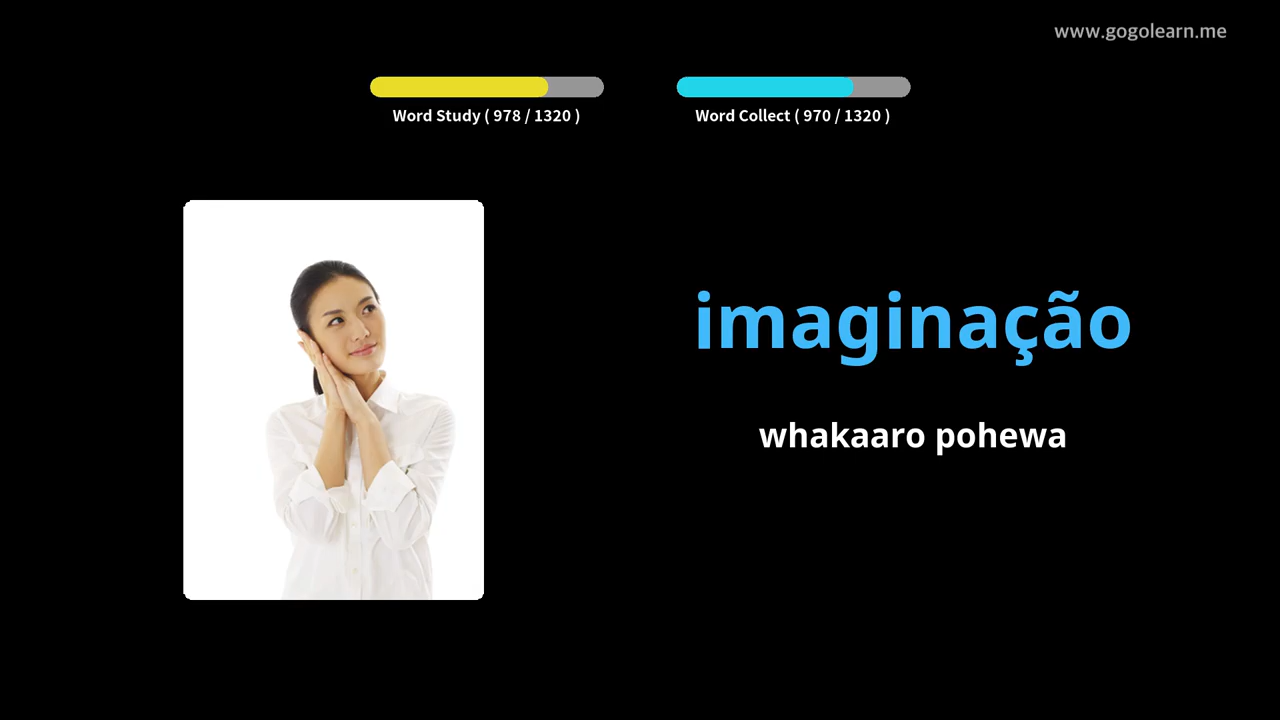 www.gogolearn.me
Word Study ( 978 / 1320 )
Word Collect ( 970 / 1320 )
imaginação
whakaaro pohewa